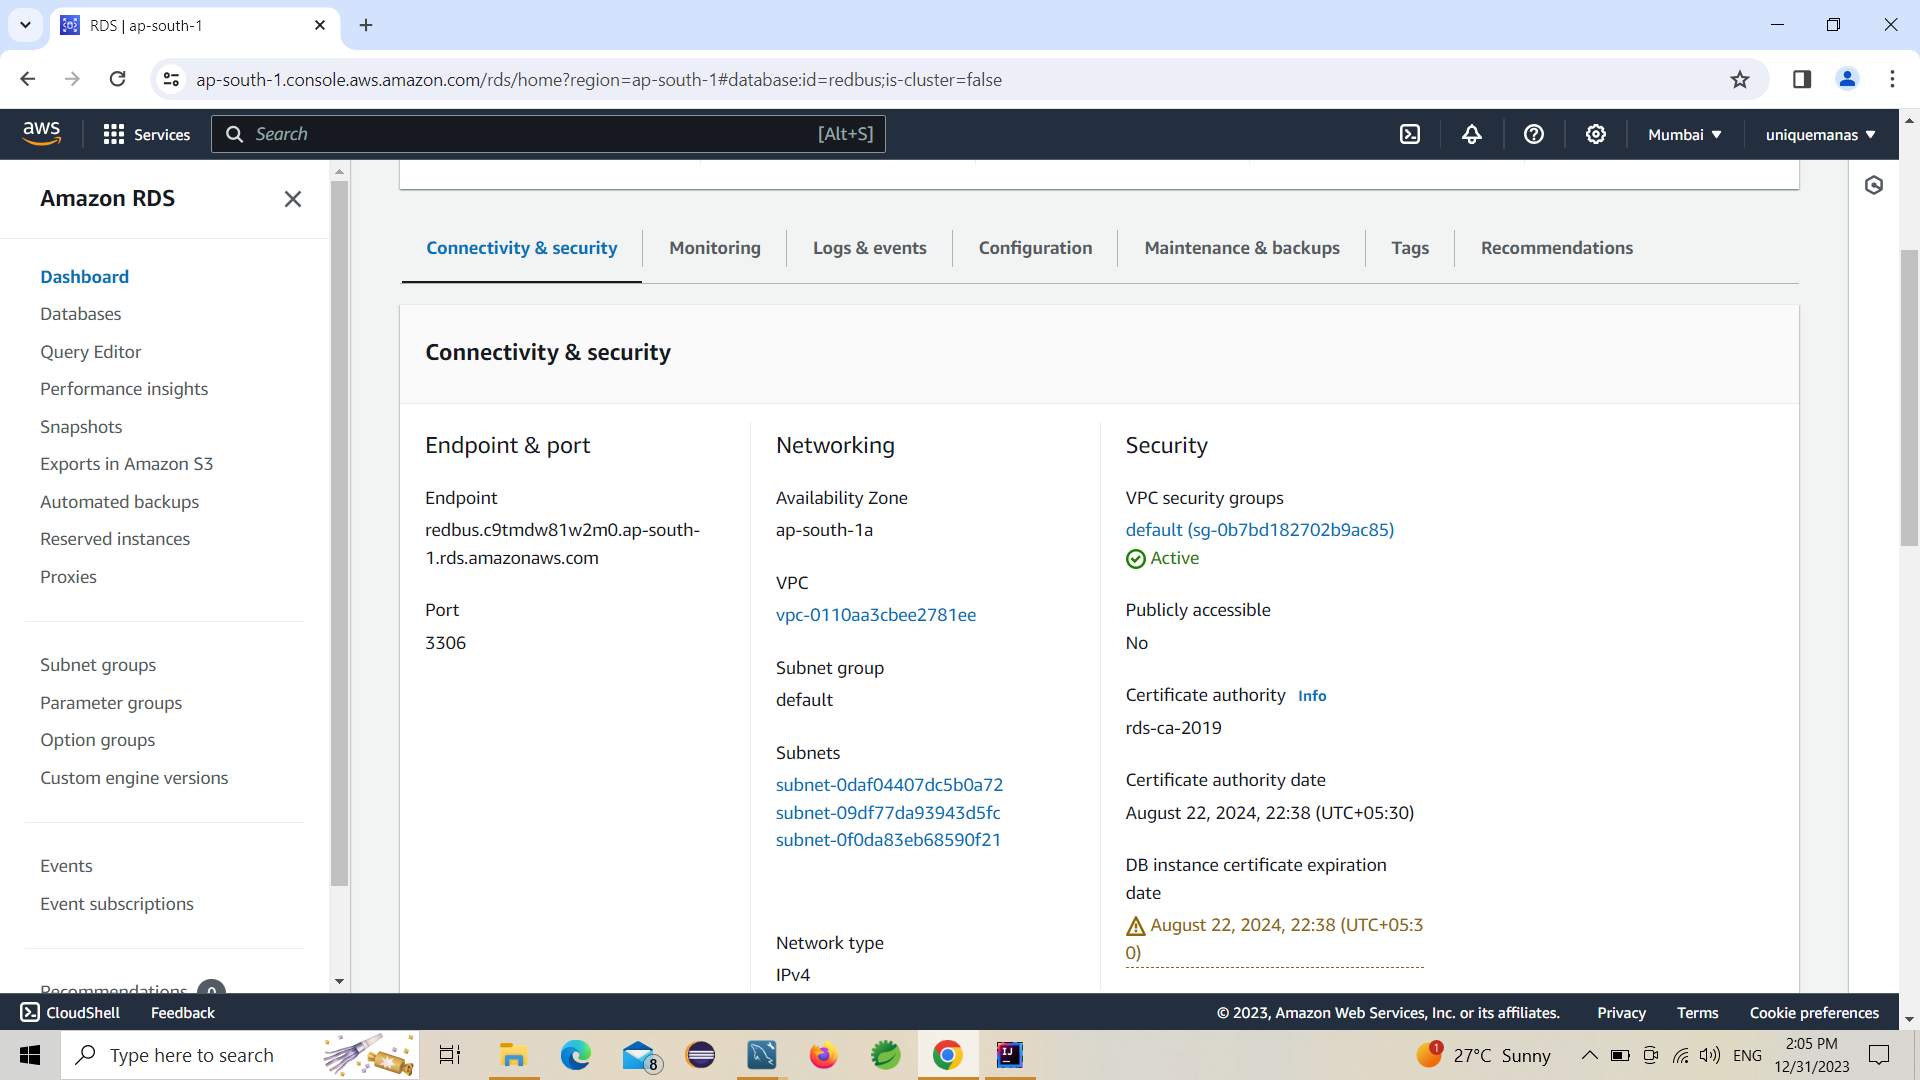 RDS | ap-south-1
ap-south-1.console.aws.amazon.com/rds/home?region=ap-south-1#database:id=redbus;is-cluster=false
aws
Services
Search
[Alt+S]
Mumbai ▼
uniquemanas ▼
Amazon RDS
Dashboard
Databases
Query Editor
Performance insights
Snapshots
Exports in Amazon S3
Automated backups
Reserved instances
Proxies
Subnet groups
Parameter groups
Option groups
Custom engine versions
Events
Event subscriptions
Recommendations 0
Connectivity & security
Monitoring
Logs & events
Configuration
Maintenance & backups
Tags
Recommendations
Connectivity & security
Endpoint & port
Endpoint
redbus.c9tmdw81w2m0.ap-south-
1.rds.amazonaws.com
Port
3306
Networking
Availability Zone
ap-south-1a
VPC
vpc-0110aa3cbee2781ee
Subnet group
default
Subnets
subnet-0daf04407dc5b0a72
subnet-09df77da93943d5fc
subnet-0f0da83eb68590f21
Network type
IPv4
Security
VPC security groups
default (sg-0b7bd182702b9ac85)
Active
Publicly accessible
No
Certificate authority Info
rds-ca-2019
Certificate authority date
August 22, 2024, 22:38 (UTC+05:30)
DB instance certificate expiration
date
August 22, 2024, 22:38 (UTC+05:3
0)
CloudShell
Feedback
© 2023, Amazon Web Services, Inc. or its affiliates.
Privacy
Terms
Cookie preferences
Type here to search
8
IJ
1
27°C Sunny
ENG
2:05 PM
12/31/2023